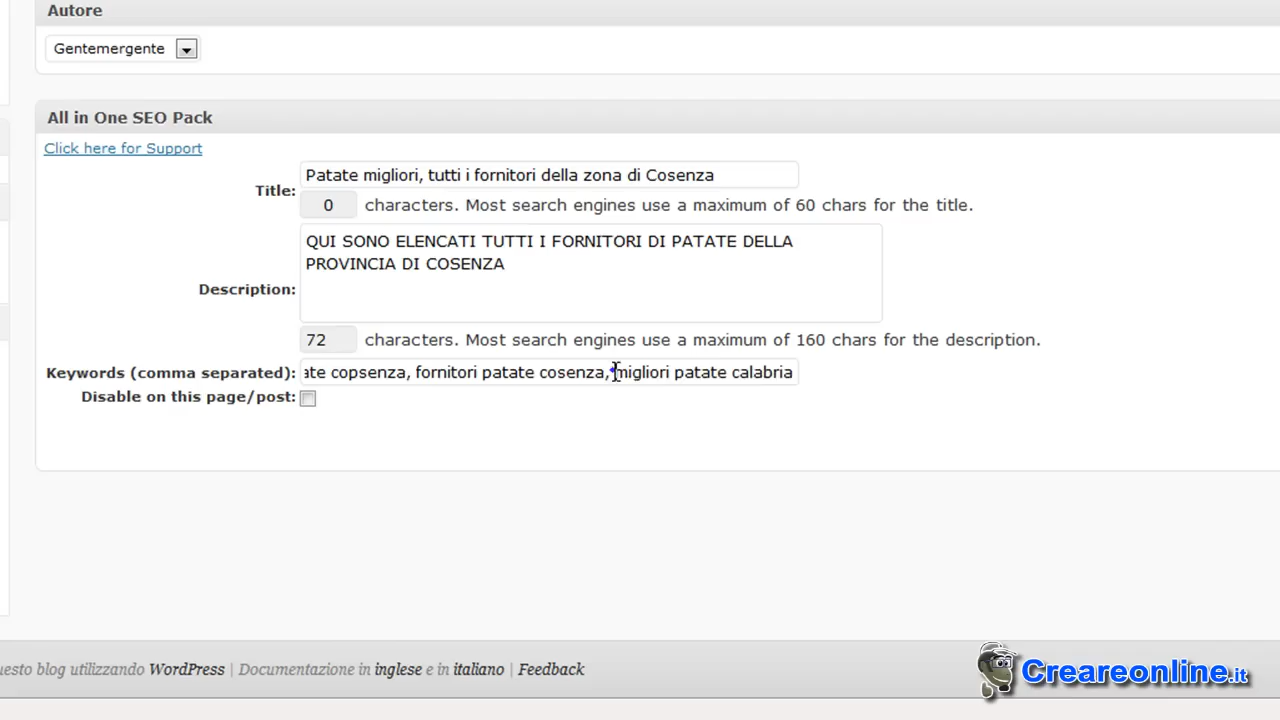 Autore
Gentemergente
All in One SEO Pack
Click here for Support
Title: Patate migliori, tutti i fornitori della zona di Cosenza
0 characters. Most search engines use a maximum of 60 chars for the title.
QUI SONO ELENCATI TUTTI I FORNITORI DI PATATE DELLA
PROVINCIA DI COSENZA
Description:
72 characters. Most search engines use a maximum of 160 chars for the description.
Keywords (comma separated): ate copsenza, fornitori patate cosenza, migliori patate calabria
Disable on this page/post:
uesto blog utilizzando WordPress | Documentazione in inglese e in italiano | Feedback
Creareonline.it